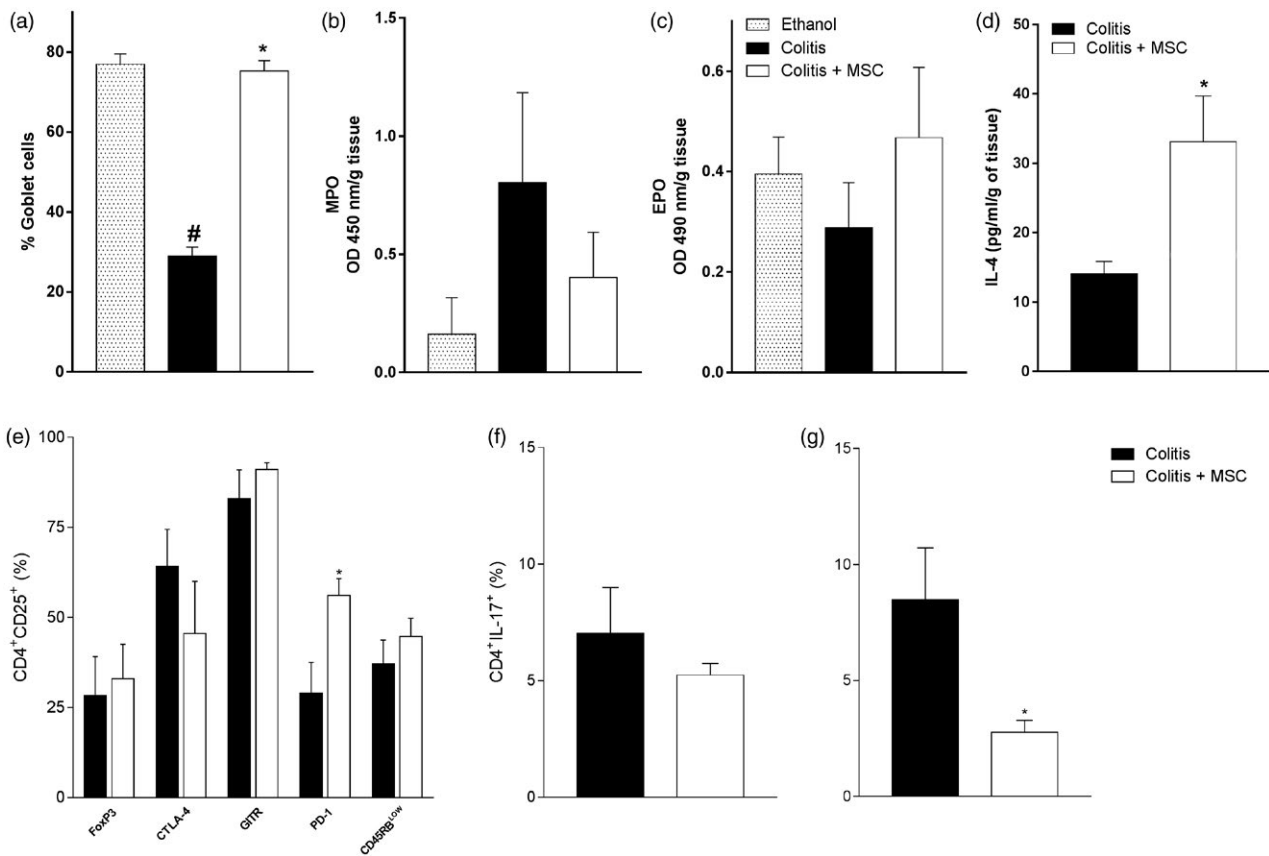 (a)
% Goblet cells
80
60
40
20
0
#
*
(b)
MPO
OD 450 nm/g tissue
1.5
1.0
0.5
0.0
(c)
EPO
OD 490 nm/g tissue
0.6
0.4
0.2
0.0
Ethanol
Colitis
Colitis + MSC
(d)
IL-4 (pg/ml/g of tissue)
50
40
30
20
10
0
Colitis
Colitis + MSC
*
(e)
CD4+CD25+ (%)
100
75
50
25
0
*
FoxP3
CTLA-4
GITR
PD-1
CD45RBLOW
(f)
CD4+IL-17+ (%)
15
10
5
0
(g)
15
10
5
0
*
Colitis
Colitis + MSC